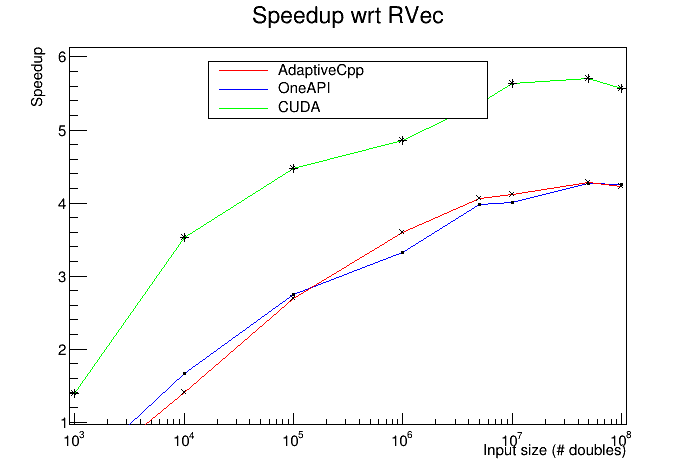 Speedup wrt RVec
Speedup
AdaptiveCpp
OneAPI
CUDA
6
5
4
3
2
1
10³ 10⁴ 10⁵ 10⁶ 10⁷ 10⁸
Input size (# doubles)